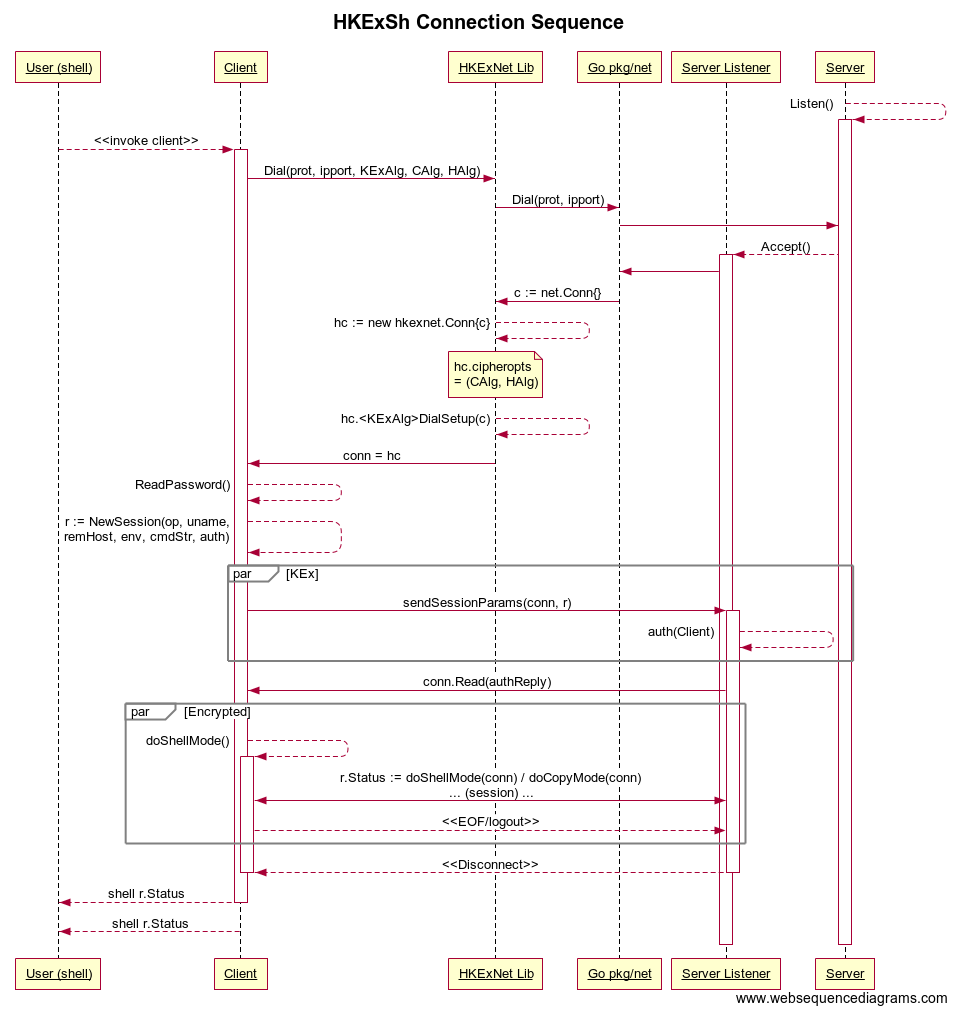 HKExSh Connection Sequence
User (shell)
Client
HKExNet Lib
Go pkg/net
Server Listener
Server
Listen()
<<invoke client>>
Dial(prot, ipport, KExAlg, CAlg, HAlg)
Dial(prot, ipport)
Accept()
c := net.Conn{}
hc := new hkexnet.Conn{c}
hc.cipheropts
= (CAlg, HAlg)
hc.<KExAlg>DialSetup(c)
conn = hc
ReadPassword()
r := NewSession(op, uname,
remHost, env, cmdStr, auth)
par [KEx]
sendSessionParams(conn, r)
auth(Client)
conn.Read(authReply)
par [Encrypted]
doShellMode()
r.Status := doShellMode(conn) / doCopyMode(conn)
... (session) ...
<<EOF/logout>>
<<Disconnect>>
shell r.Status
shell r.Status
User (shell)
Client
HKExNet Lib
Go pkg/net
Server Listener
Server
www.websequencediagrams.com